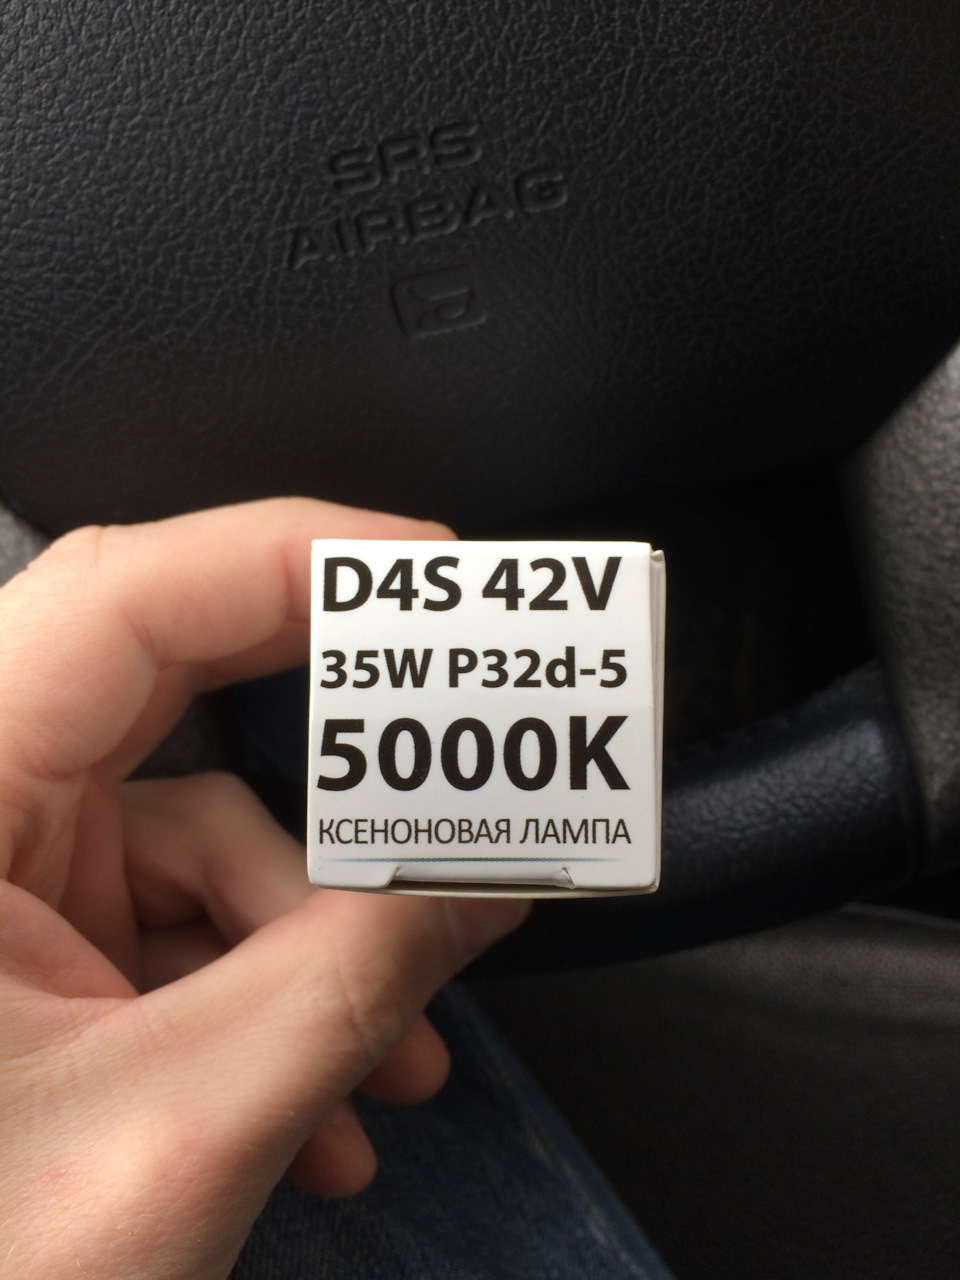 SRS
AIRBAG
D4S 42V
35W P32d-5
5000K
КСЕНОНОВАЯ ЛАМПА